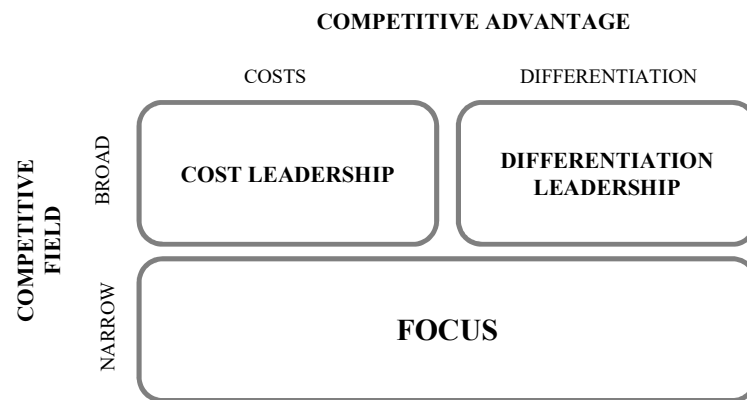 COMPETITIVE ADVANTAGE
COSTS
DIFFERENTIATION
COMPETITIVE
FIELD
BROAD
COST LEADERSHIP
DIFFERENTIATION
LEADERSHIP
NARROW
FOCUS